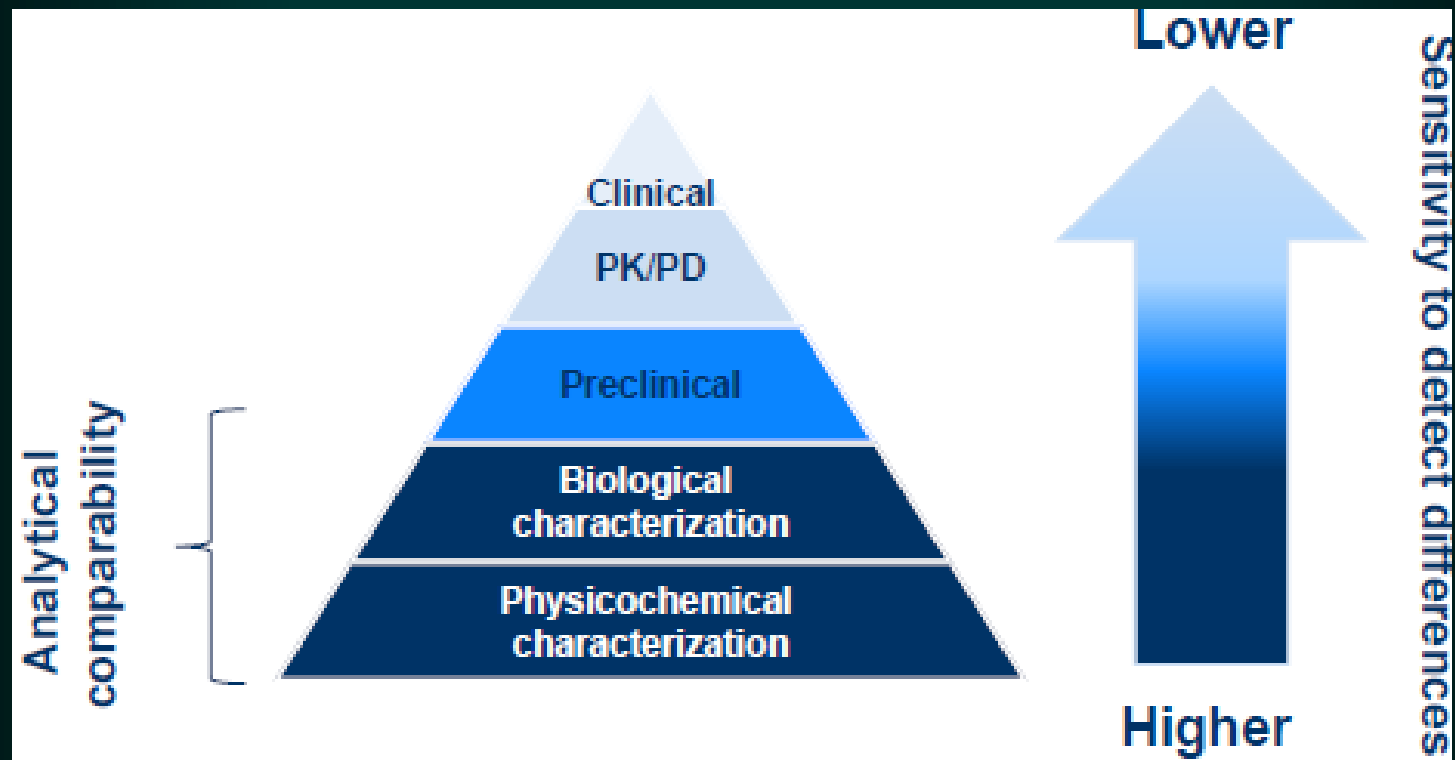 Lower
Clinical
PK/PD
Preclinical
Biological
characterization
Physicochemical
characterization
Higher
Analytical
comparability
Sensitivity to detect differences